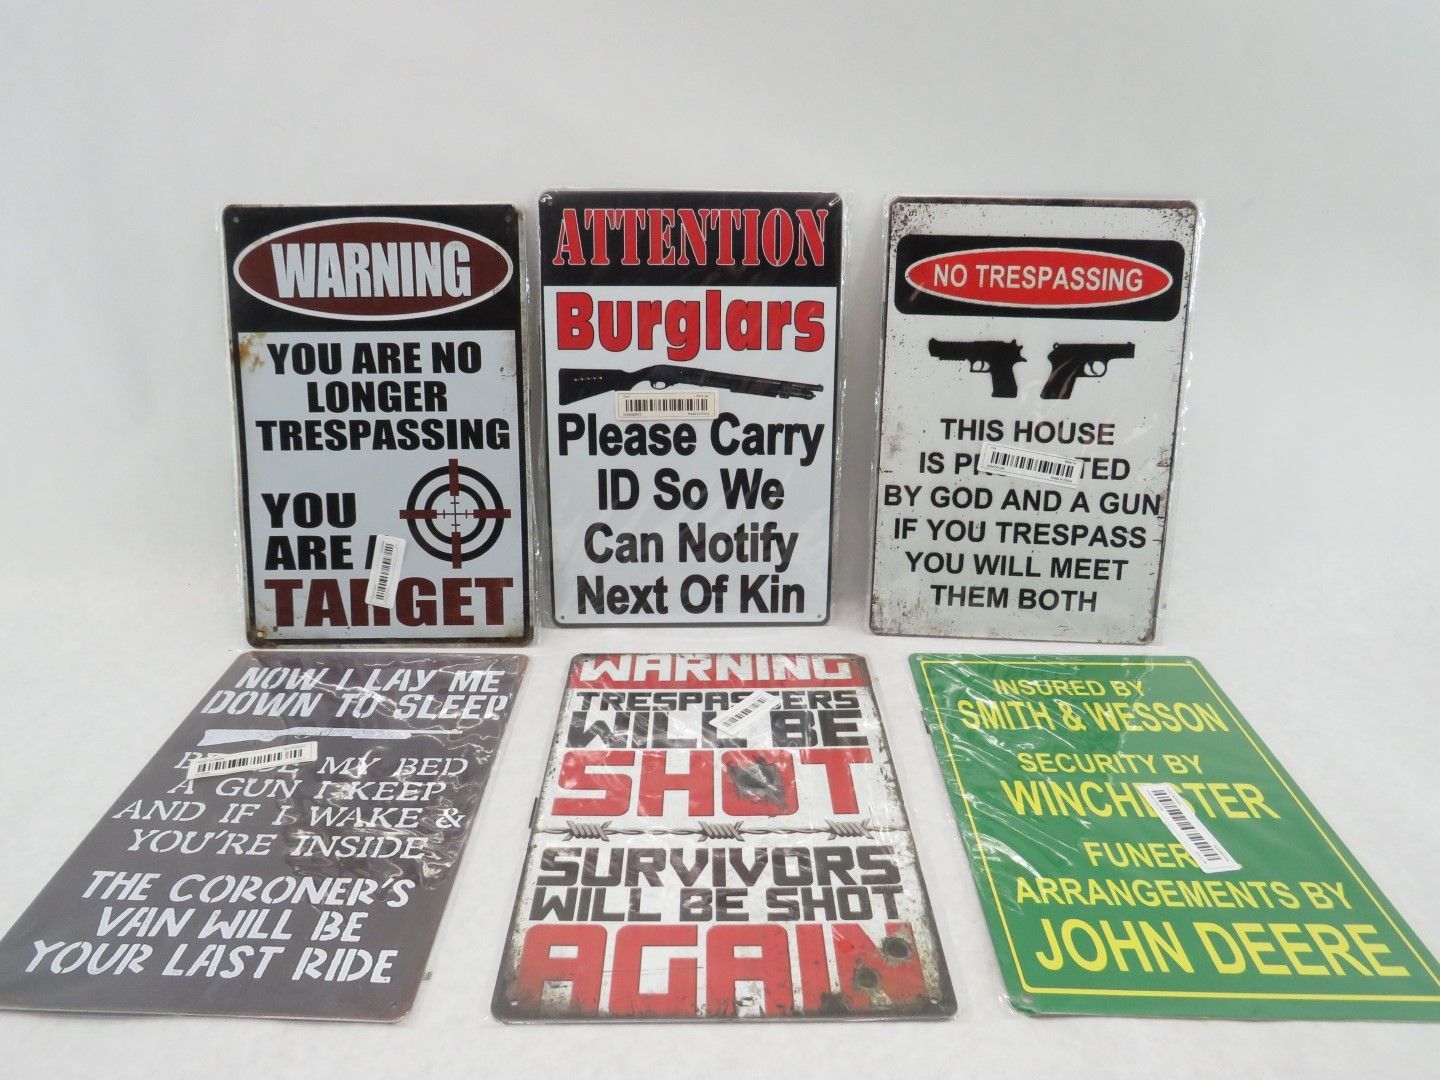 WARNING
YOU ARE NO
LONGER
TRESPASSING
YOU
ARE
TARGET
ATTENTION
Burglars
Please Carry
ID So We
Can Notify
Next Of Kin
NO TRESPASSING
THIS HOUSE
IS
BY GOD AND A GUN
IF YOU TRESPASS
YOU WILL MEET
THEM BOTH
NOW I LAY ME
DOWN TO SLEEP
MY BED
A GUN I KEEP
AND IF I WAKE &
YOU'RE INSIDE
THE CORONER'S
VAN WILL BE
YOUR LAST RIDE
WARNING
TRESPASSERS
WILL BE
SHOT
SURVIVORS
WILL BE SHOT
AGAIN
INSURED BY
SMITH & WESSON
SECURITY BY
WINCHESTER
FUNER
ARRANGEMENTS BY
JOHN DEERE